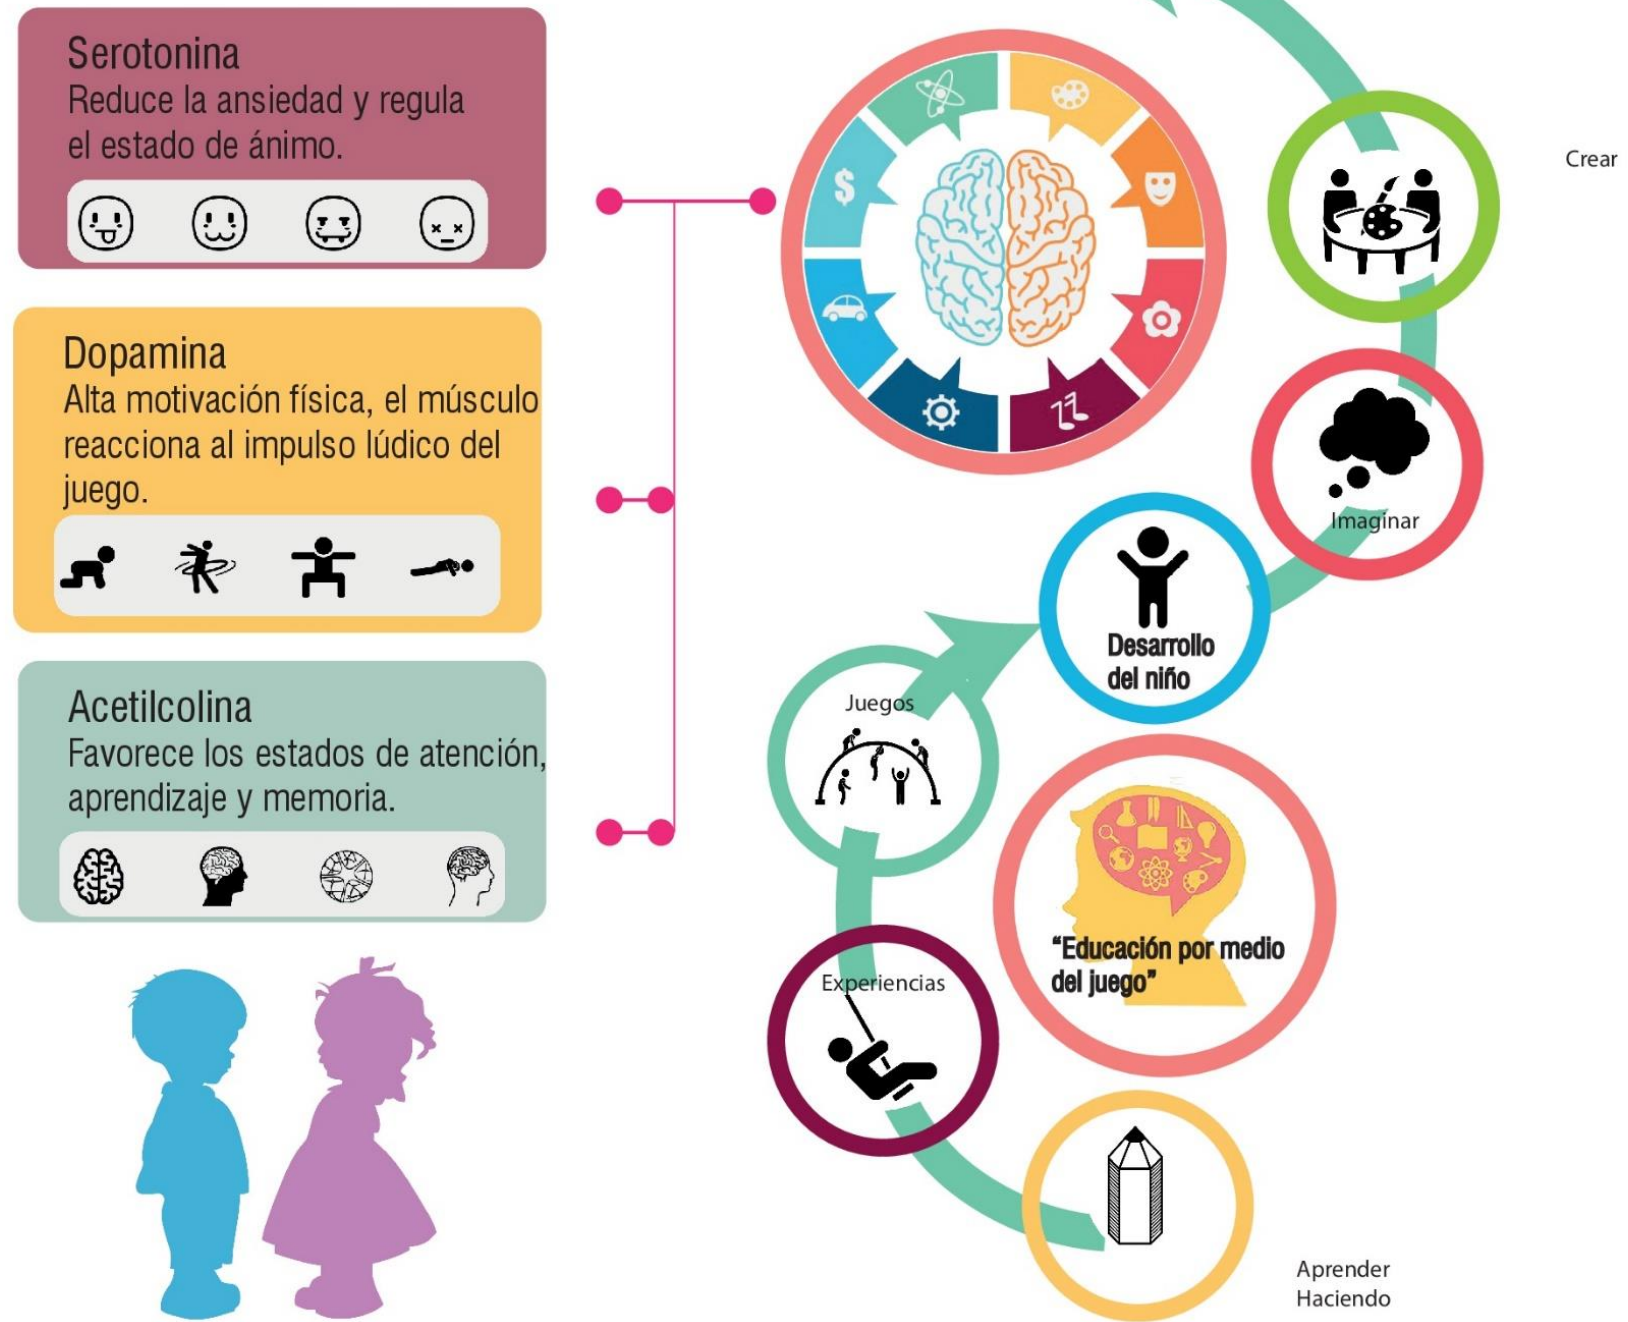 Serotonina
Reduce la ansiedad y regula
el estado de ánimo.
Dopamina
Alta motivación física, el músculo
reacciona al impulso lúdico del
juego.
Acetilcolina
Favorece los estados de atención,
aprendizaje y memoria.
$
Crear
Imaginar
Desarrollo
del niño
Juegos
“Educación por medio
del juego”
Experiencias
Aprender
Haciendo